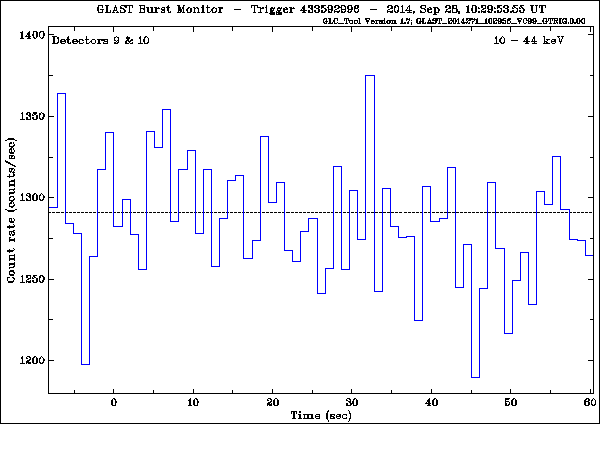 GLAST Burst Monitor – Trigger 433592996 – 2014, Sep 28, 10:29:53.55 UT
GLC_Tool Version 1.7; GLAST_2014271_102956_VC99_GTRIG.0.00
Detectors 9 & 10
10 – 44 keV
1400
1350
1300
1250
1200
Count rate (counts/sec)
0 10 20 30 40 50 60
Time (sec)